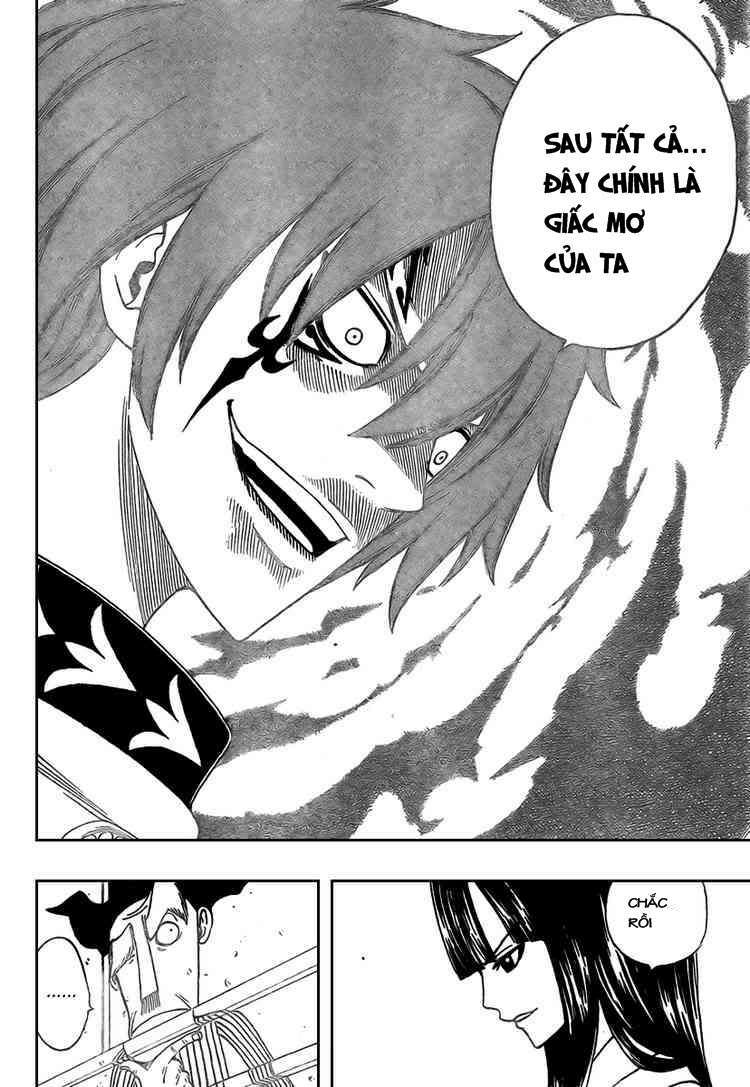 SAU TẤT CẢ...
ĐÂY CHÍNH LÀ
GIẤC MƠ
CỦA TA
CHẮC
RỒI
......